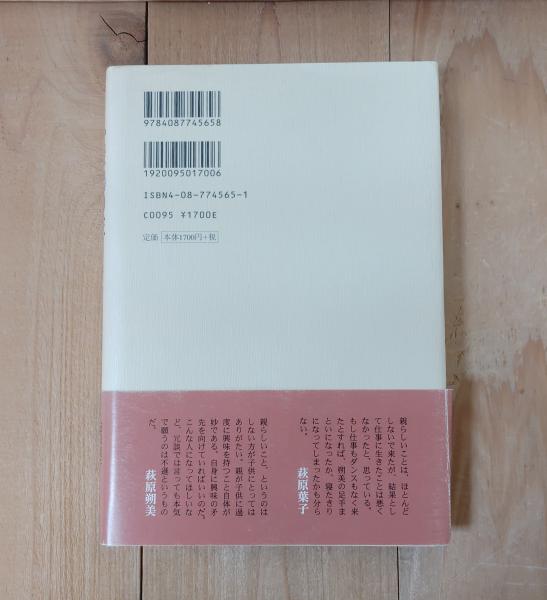 9784087745658
1920095017006
ISBN4-08-774565-1
C0095 ¥1700E
定価 本体1700円+税
親らしいことは、ほとんど
しないで来たが、結果とし
て仕事に生きたことは悪く
なかったと、思っている。
もし仕事もダンスもなく来
たとすれば、朔美の足手ま
といになったか、寝たきり
になってしまったかも分ら
ない。
萩原葉子
親らしいこと、というのは
しない方が子供にとっては
ありがたい。親が子供に過
度に興味を持つこと自体が
妙である。自身に興味の矛
先を向けていればいいのだ。
こんな人になってほしいな
ど、冗談では言っても本気
で願うのは不遜というもの
だ。
萩原朔美